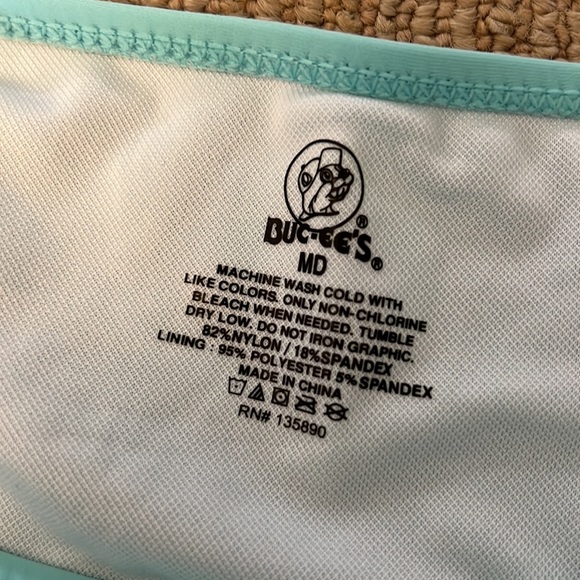 BUC-EE'S®
MD
MACHINE WASH COLD WITH
LIKE COLORS. ONLY NON-CHLORINE
BLEACH WHEN NEEDED. TUMBLE
DRY LOW. DO NOT IRON GRAPHIC.
82%NYLON / 18%SPANDEX
LINING : 95% POLYESTER 5% SPANDEX
MADE IN CHINA
RN# 135890